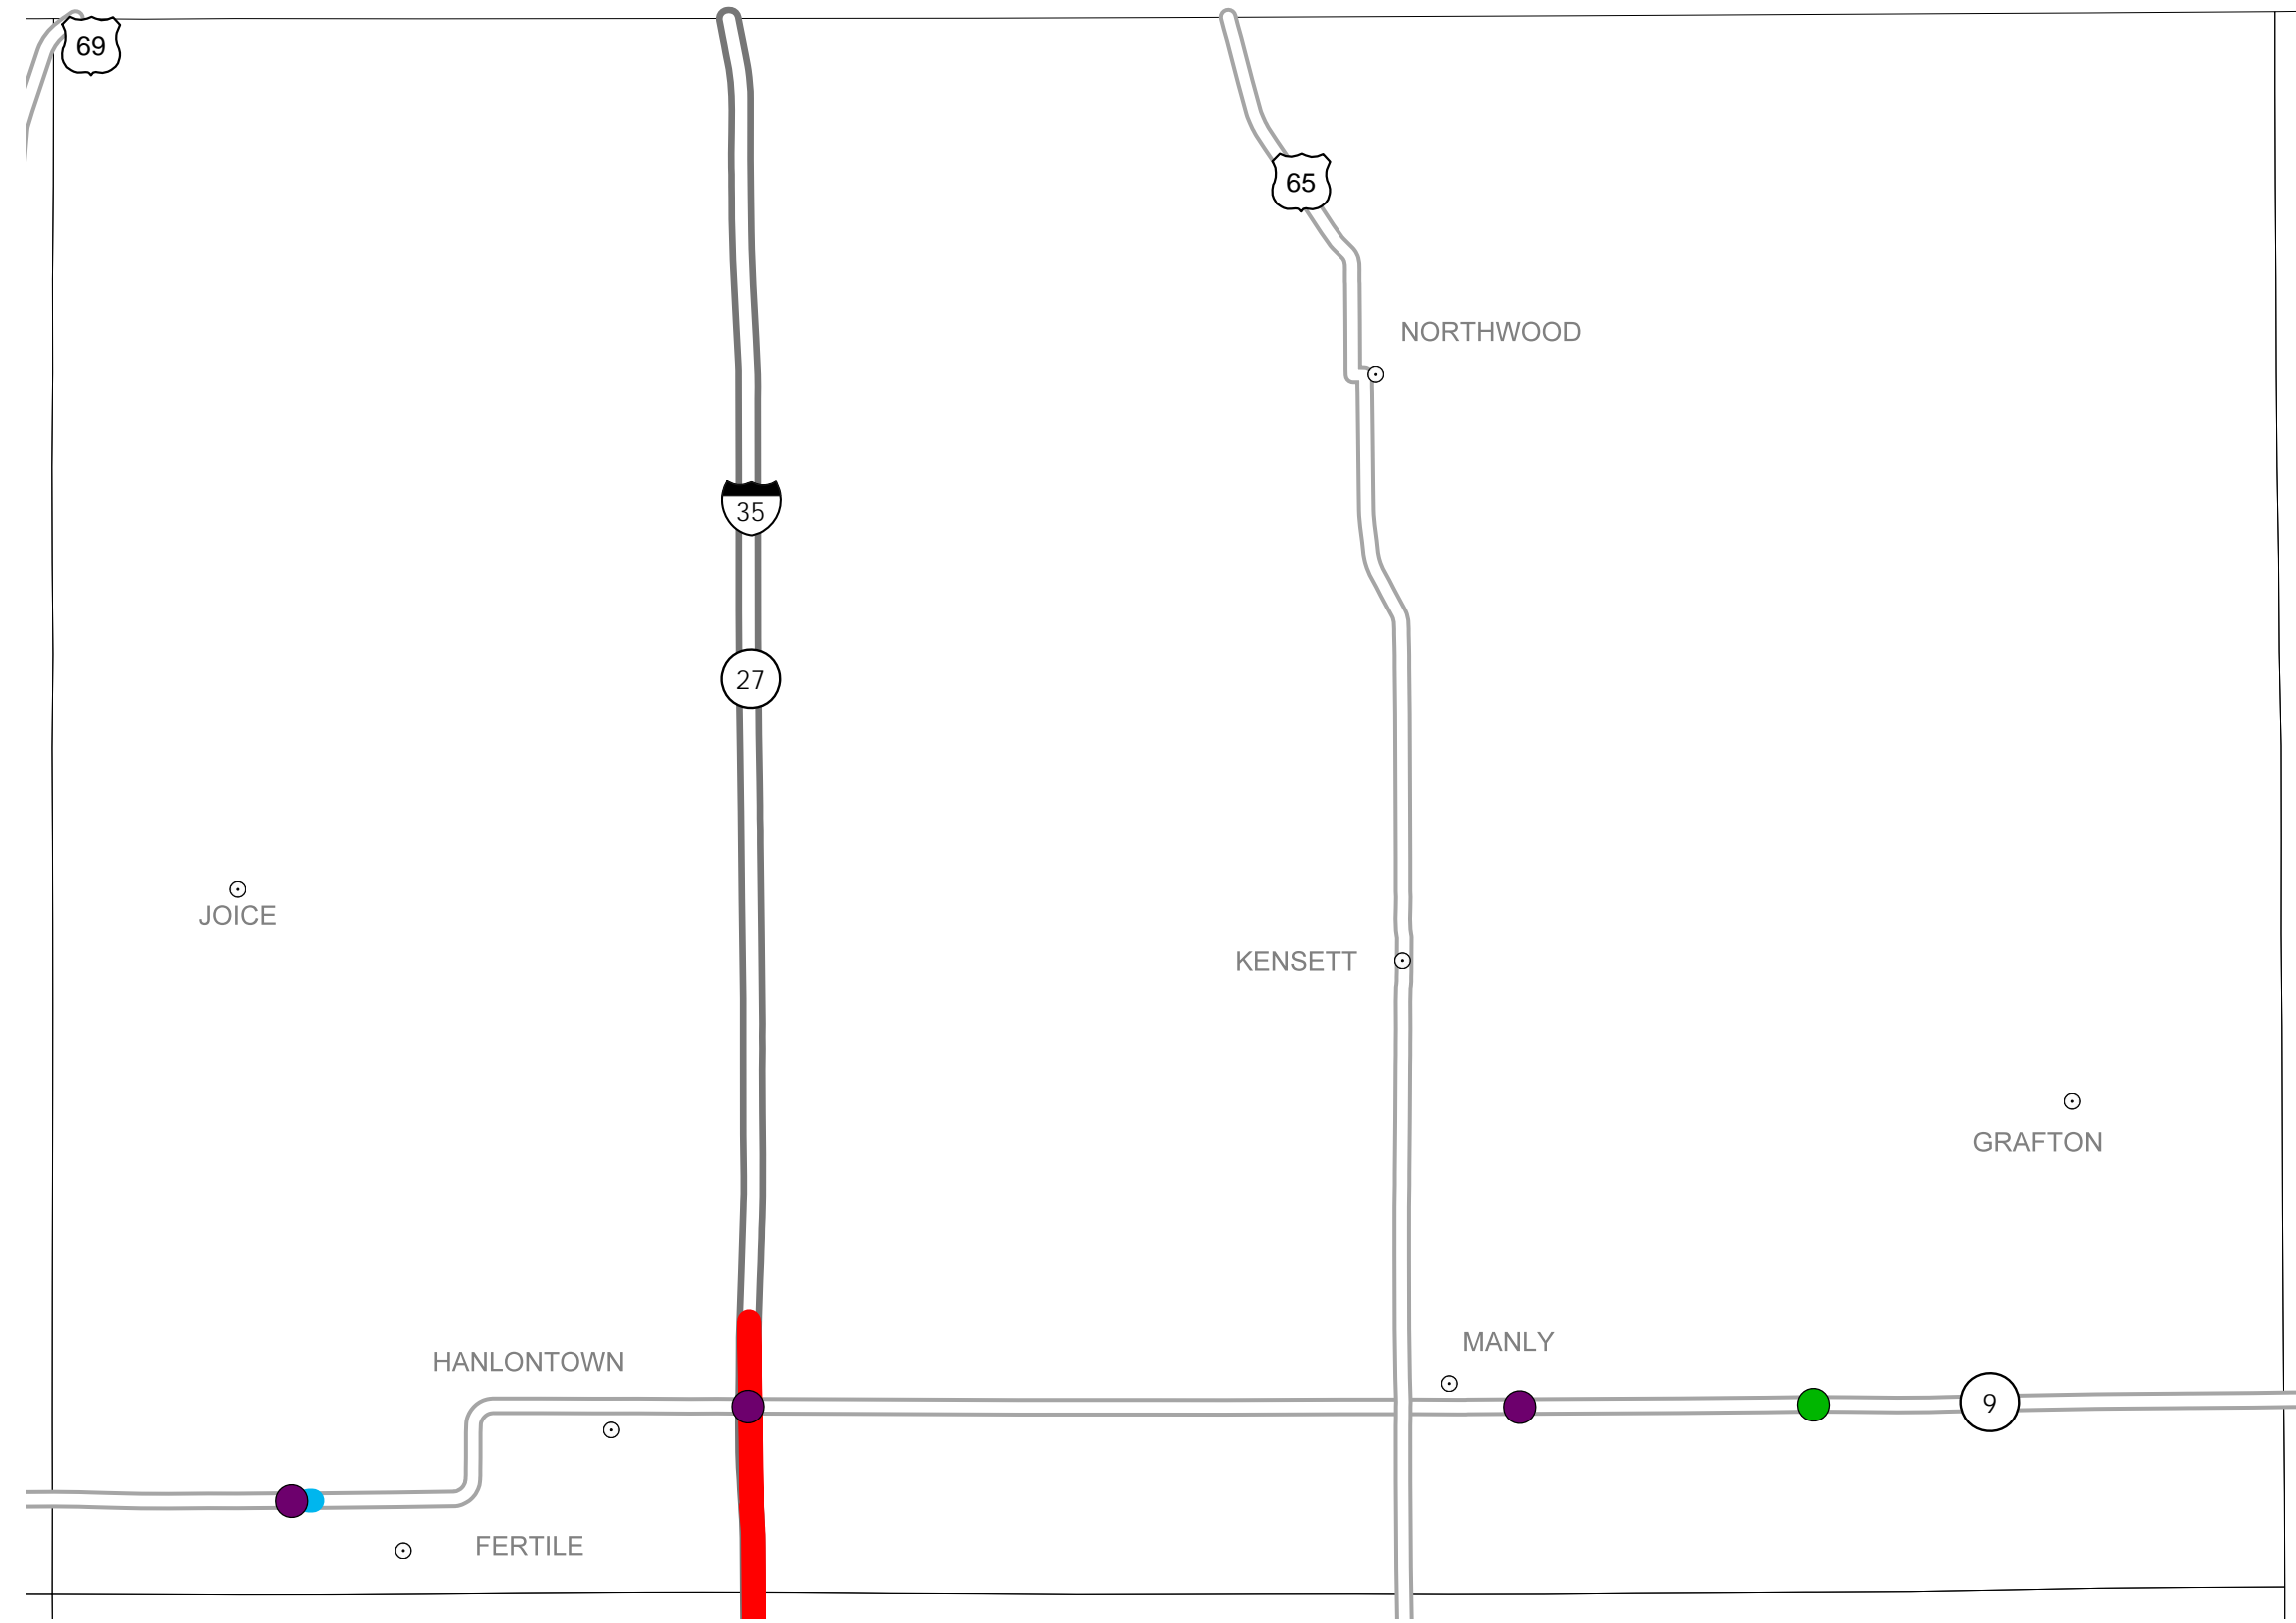 69
65
NORTHWOOD
35
27
JOICE
KENSETT
GRAFTON
MANLY
HANLONTOWN
9
FERTILE